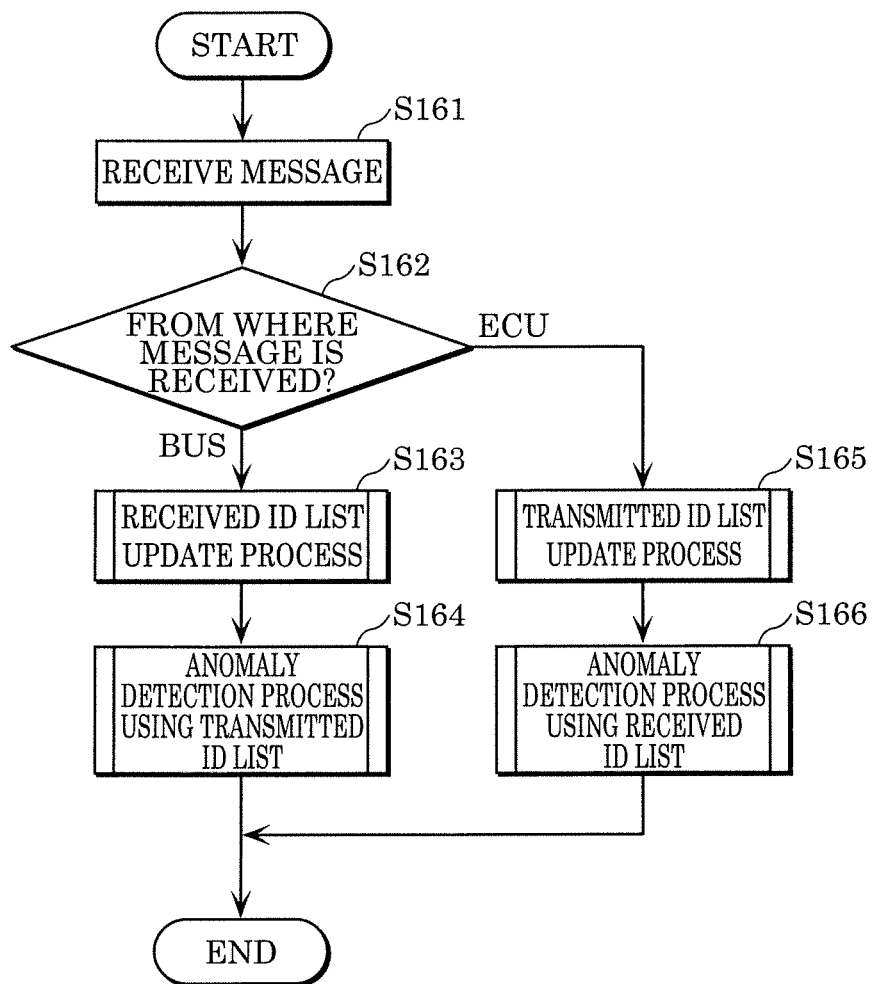 START
S161
RECEIVE MESSAGE
S162
FROM WHERE
MESSAGE IS
RECEIVED?
ECU
BUS
S163
RECEIVED ID LIST
UPDATE PROCESS
S165
TRANSMITTED ID LIST
UPDATE PROCESS
S164
ANOMALY
DETECTION PROCESS
USING TRANSMITTED
ID LIST
S166
ANOMALY
DETECTION PROCESS
USING RECEIVED
ID LIST
END